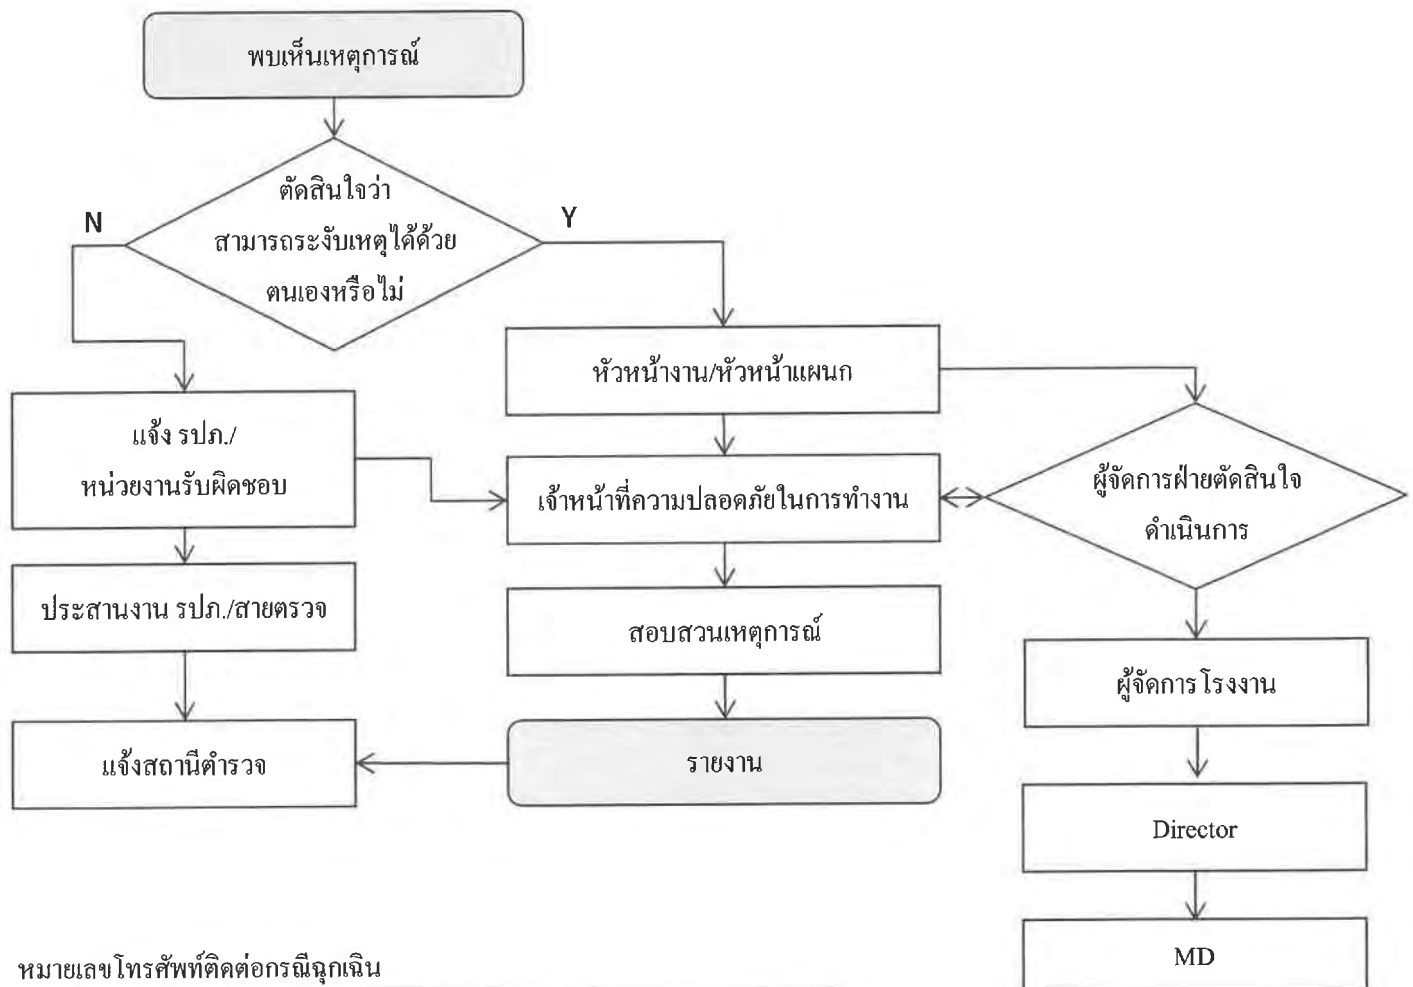 พบเห็นเหตุการณ์
ตัดสินใจว่า
สามารถระงับเหตุได้ด้วย
ตนเองหรือไม่
N
Y
หัวหน้างาน/หัวหน้าแผนก
แจ้ง รปภ./
หน่วยงานรับผิดชอบ
เจ้าหน้าที่ความปลอดภัยในการทำงาน
ผู้จัดการฝ่ายตัดสินใจ
ดำเนินการ
ประสานงาน รปภ./สายตรวจ
สอบสวนเหตุการณ์
ผู้จัดการโรงงาน
แจ้งสถานีตำรวจ
รายงาน
Director
MD
หมายเลขโทรศัพท์ติดต่อกรณีฉุกเฉิน